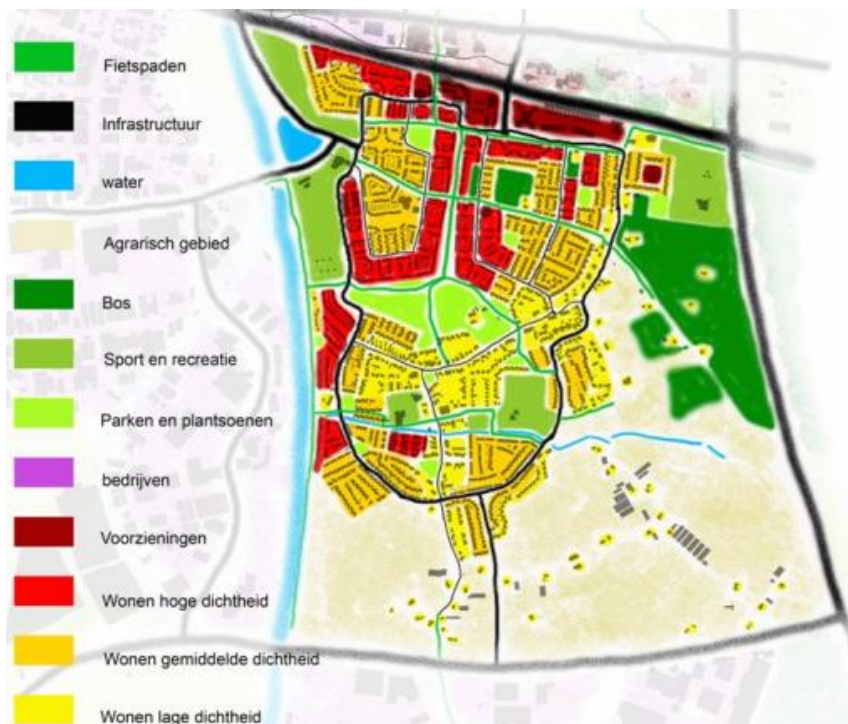 Fietspaden
Infrastructuur
water
Agrarisch gebied
Bos
Sport en recreatie
Parken en plantsoenen
bedrijven
Voorzieningen
Wonen hoge dichtheid
Wonen gemiddelde dichtheid
Wonen lage dichtheid